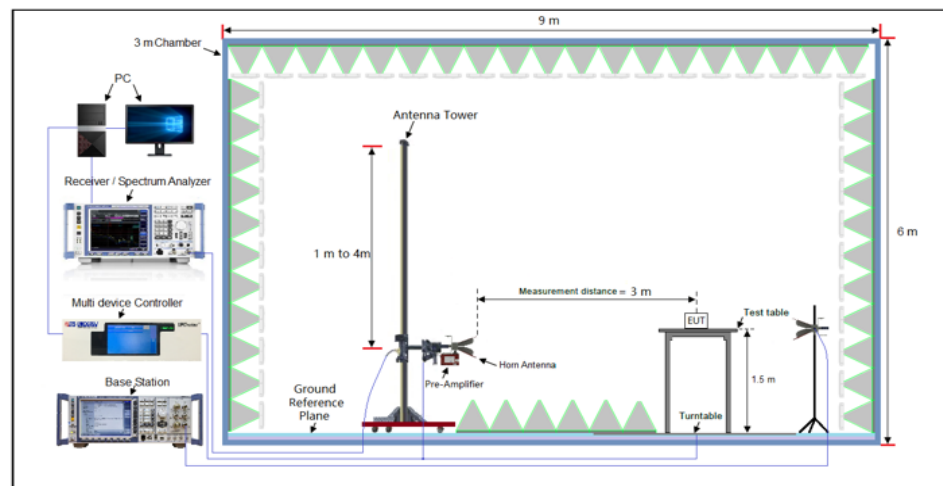 9 m
3 m Chamber
PC
Antenna Tower
Receiver / Spectrum Analyzer
1 m to 4m
6 m
Measurement distance = 3 m
Multi device Controller
EUT
Test table
Horn Antenna
Pre-Amplifier
1.5 m
Base Station
Ground
Reference
Plane
Turntable